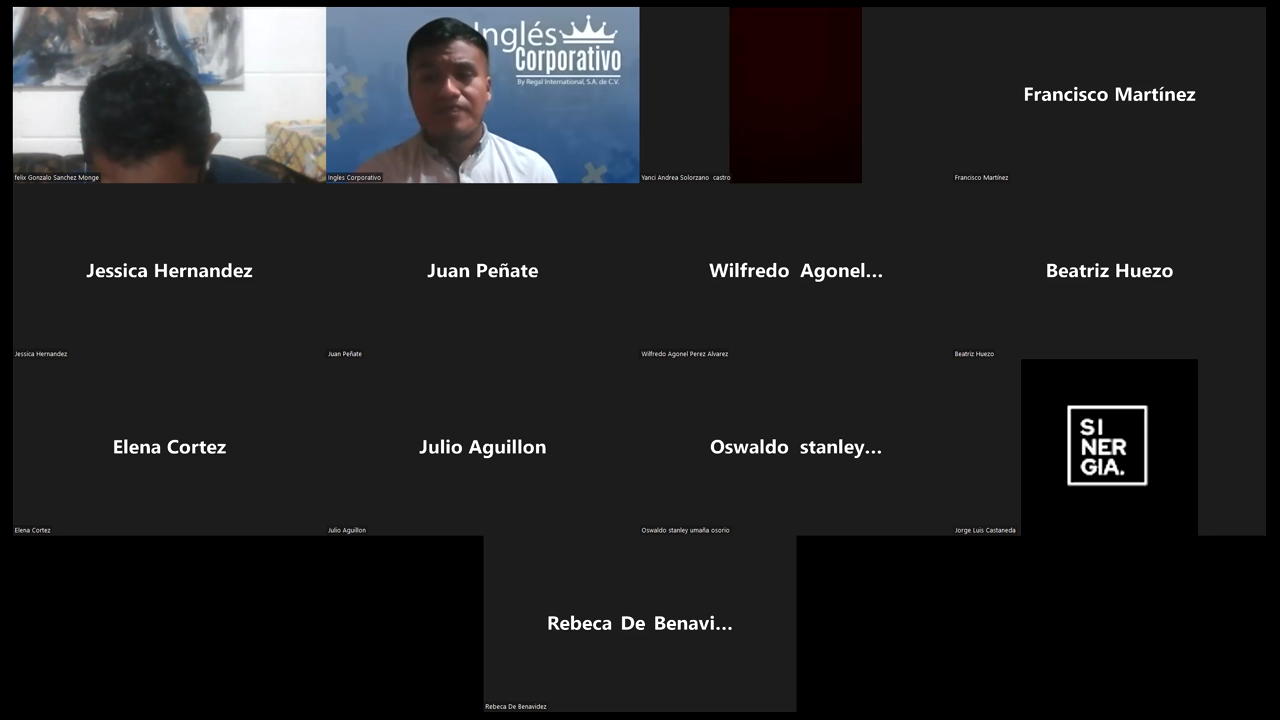 Inglés
Corporativo
By Regal International, S.A. de C.V.
felix Gonzalo Sanchez Monge
Ingles Corporativo
Yanci Andrea Solorzano castro
Francisco Martínez
Francisco Martínez
Jessica Hernandez
Juan Peñate
Wilfredo Agonel...
Beatriz Huezo
Jessica Hernandez
Juan Peñate
Wilfredo Agonel Perez Alvarez
Beatriz Huezo
Elena Cortez
Julio Aguillon
Oswaldo stanley...
SI
NER
GIA.
Elena Cortez
Julio Aguillon
Oswaldo stanley umaña osorio
Jorge Luis Castaneda
Rebeca De Benavi...
Rebeca De Benavidez